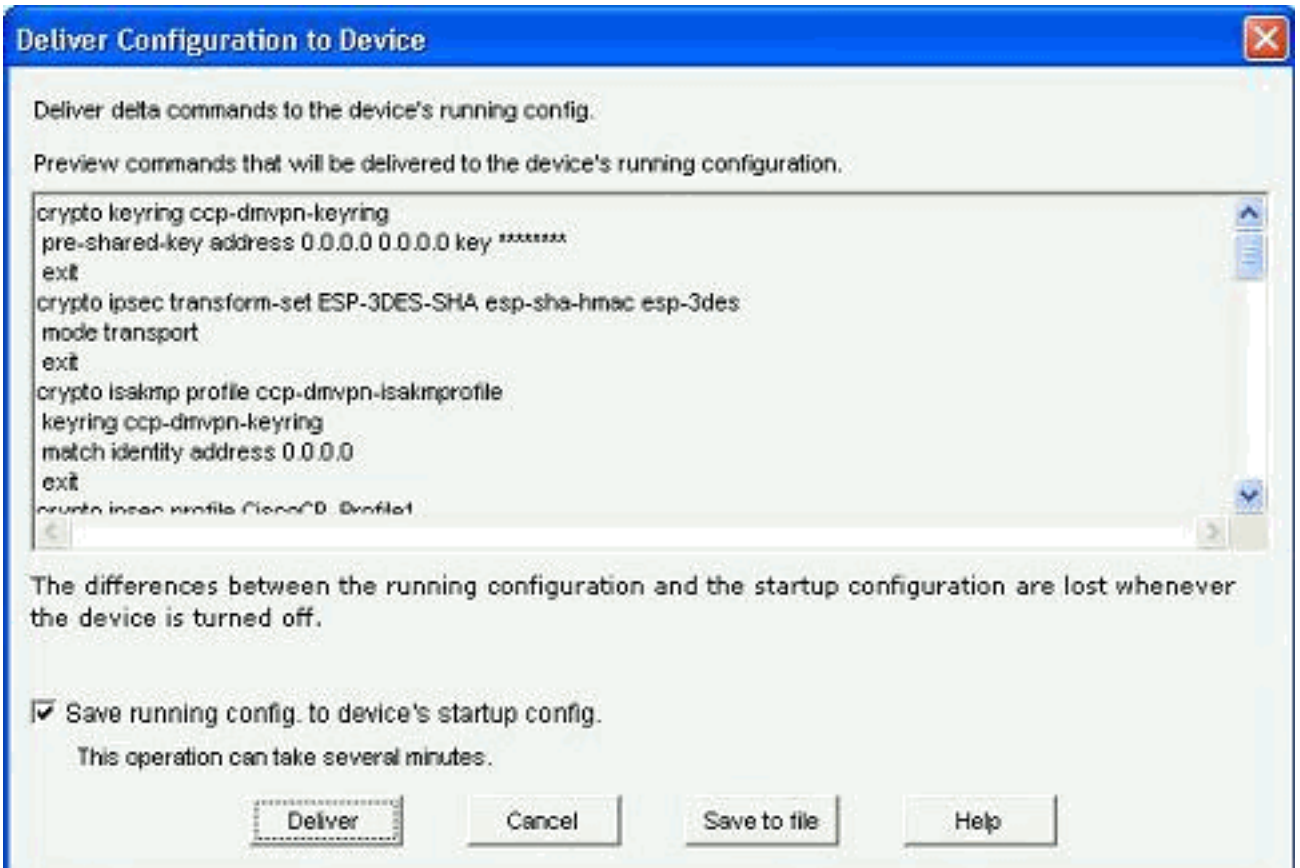 Deliver Configuration to Device
Deliver delta commands to the device's running config.
Preview commands that will be delivered to the device's running configuration.
crypto keyring ccp-dmvpn-keyring
pre-shared-key address 0.0.0.0 0.0.0.0 key ********
exit
crypto ipsec transform-set ESP-3DES-SHA esp-sha-hmac esp-3des
mode transport
exit
crypto isakmp profile ccp-dmvpn-isakmprofile
keyring ccp-dmvpn-keyring
match identity address 0.0.0.0
exit
crypto ipsec profile CiscoCP_Profile1
The differences between the running configuration and the startup configuration are lost whenever
the device is turned off.
Save running config. to device's startup config.
This operation can take several minutes.
Deliver
Cancel
Save to file
Help